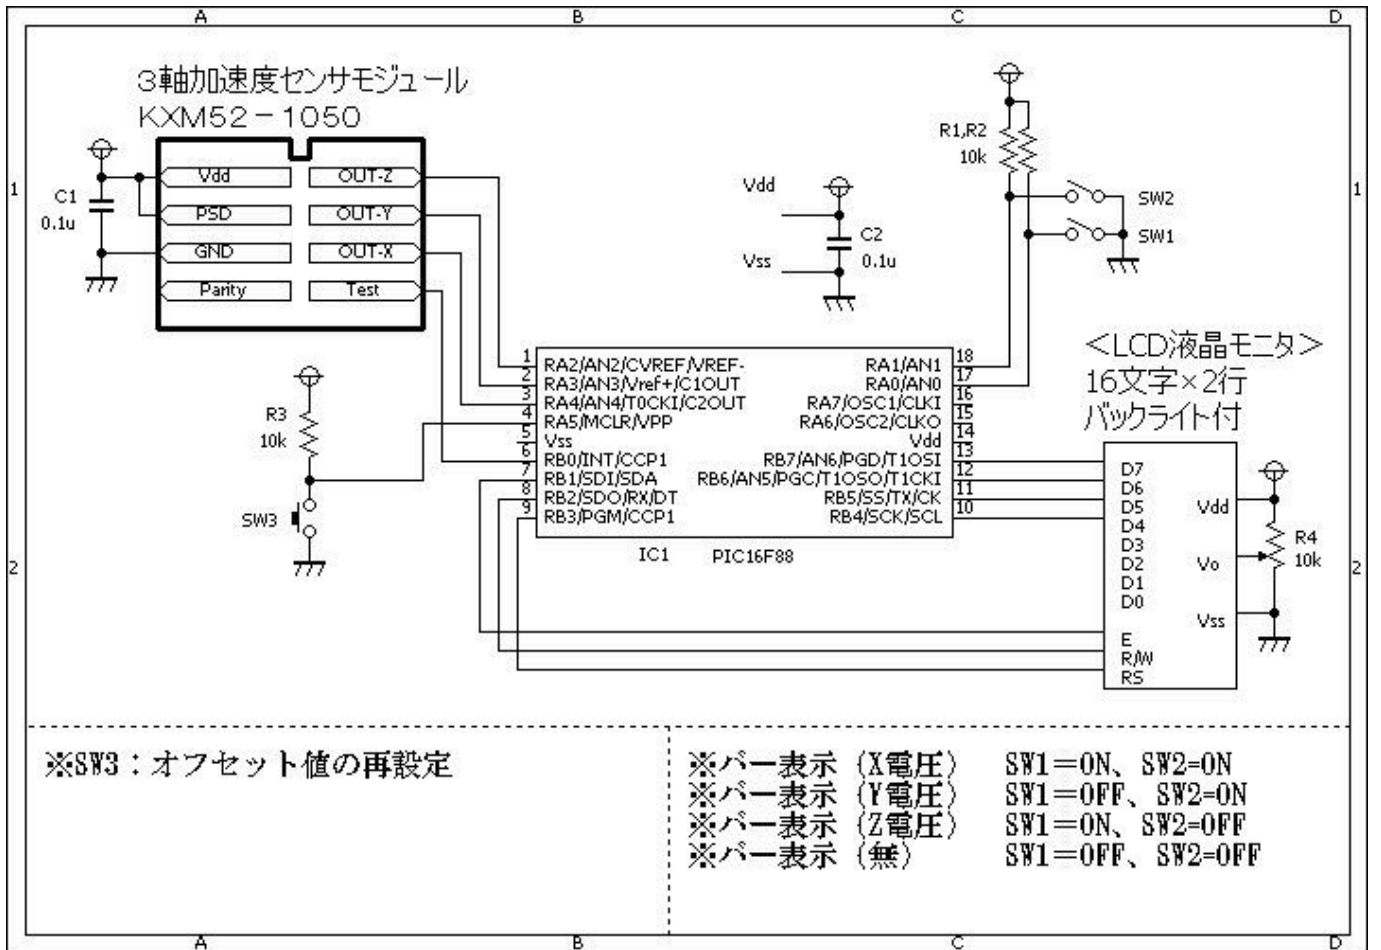 A B C D
1
2
1
2
3軸加速度センサモジュール
KXM52-1050
Vdd OUT-Z
PSD OUT-Y
GND OUT-X
Parity Test
C1
0.1u
R1,R2
10k
SW2
SW1
Vdd
Vss
C2
0.1u
R3
10k
SW3
1 RA2/AN2/CVREF/VREF-
2 RA3/AN3/Vref+/C1OUT
3 RA4/AN4/T0CKI/C2OUT
4 RA5/MCLR/VPP
5 Vss
6 RB0/INT/CCP1
7 RB1/SDI/SDA
8 RB2/SDO/RX/DT
9 RB3/PGM/CCP1
RA1/AN1 18
RA0/AN0 17
RA7/OSC1/CLKI 16
RA6/OSC2/CLKO 15
Vdd 14
RB7/AN6/PGD/T1OSI 13
RB6/AN5/PGC/T1OSO/T1CKI 12
RB5/SS/TX/CK 11
RB4/SCK/SCL 10
IC1 PIC16F88
<LCD液晶モニタ>
16文字×2行
バックライト付
D7
D6
D5
D4
D3
D2
D1
D0
E
R/W
RS
Vdd
Vo
Vss
R4
10k
※SW3：オフセット値の再設定
※バー表示 (X電圧) SW1=ON、SW2=ON
※バー表示 (Y電圧) SW1=OFF、SW2=ON
※バー表示 (Z電圧) SW1=ON、SW2=OFF
※バー表示 (無) SW1=OFF、SW2=OFF
A B C D